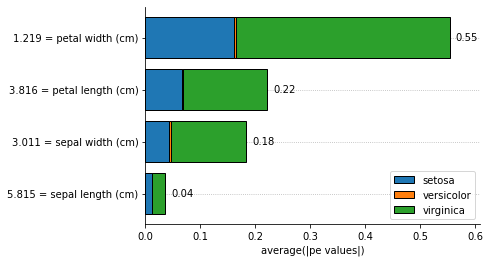 1.219 = petal width (cm)
0.55
3.816 = petal length (cm)
0.22
3.011 = sepal width (cm)
0.18
5.815 = sepal length (cm)
0.04
setosa
versicolor
virginica
0.0 0.1 0.2 0.3 0.4 0.5 0.6
average(|pe values|)